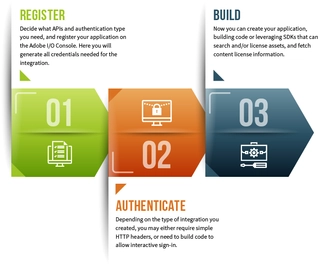 REGISTER
Decide what APIs and authentication type
you need, and register your application on
the Adobe I/O Console. Here you will
generate all credentials needed for the
integration.
BUILD
Now you can create your application,
building code or leveraging SDKs that can
search and/or license assets, and fetch
content license information.
01
02
03
AUTHENTICATE
Depending on the type of integration you
created, you may either require simple
HTTP headers, or need to build code to
allow interactive sign-in.